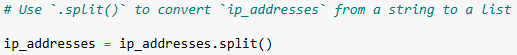 # Use `.split()` to convert `ip_addresses` from a string to a list
ip_addresses = ip_addresses.split()